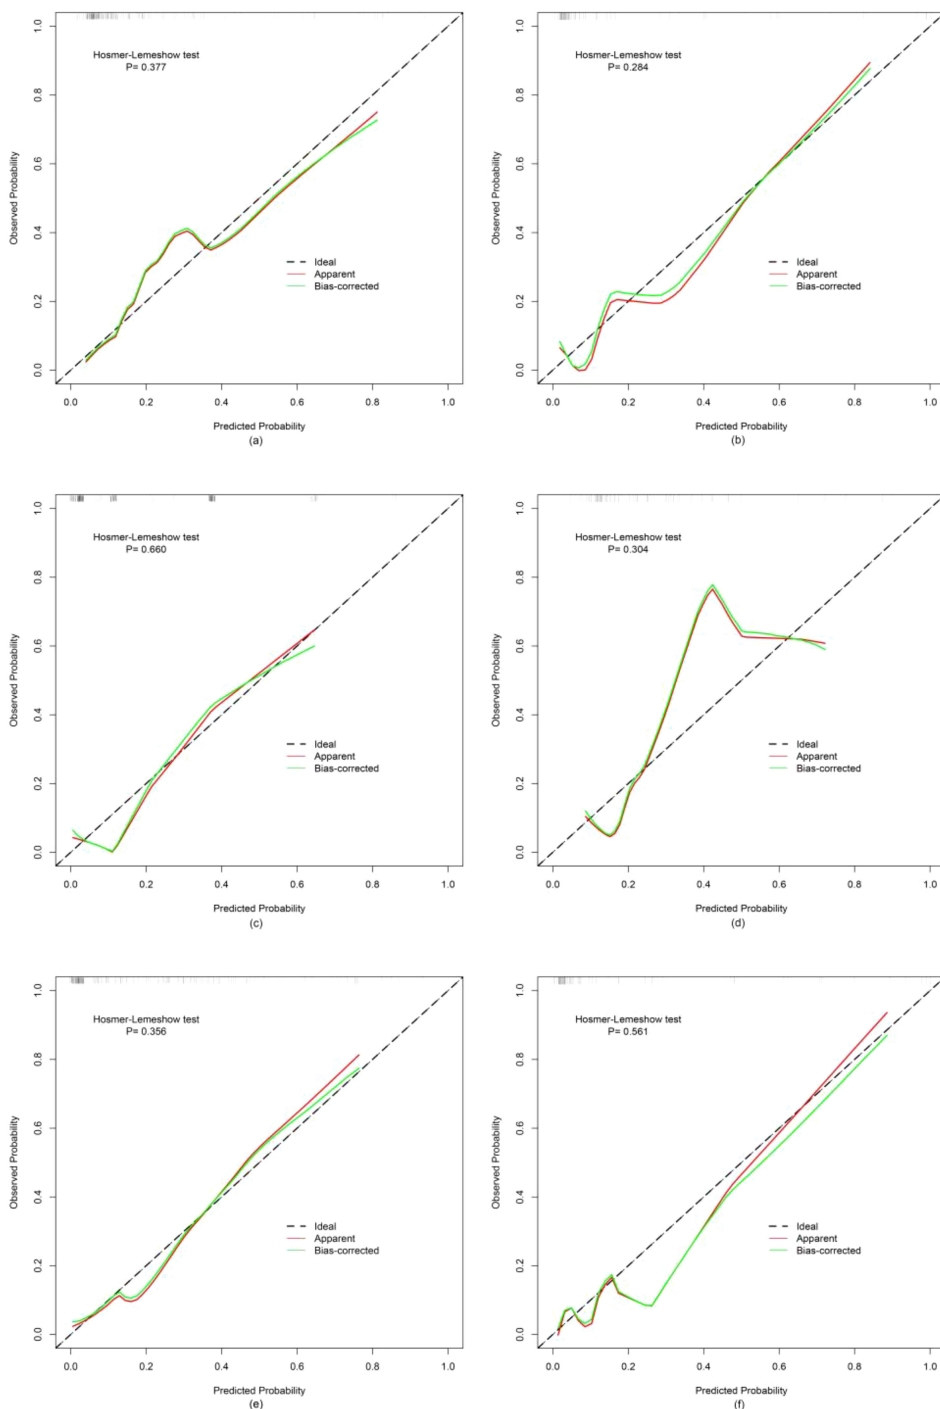 Hosmer-Lemeshow test
P= 0.377
Observed Probability
0.0 0.2 0.4 0.6 0.8 1.0
Ideal
Apparent
Bias-corrected
0.0 0.2 0.4 0.6 0.8 1.0
Predicted Probability
(a)
Hosmer-Lemeshow test
P= 0.284
Observed Probability
0.0 0.2 0.4 0.6 0.8 1.0
Ideal
Apparent
Bias-corrected
0.0 0.2 0.4 0.6 0.8 1.0
Predicted Probability
(b)
Hosmer-Lemeshow test
P= 0.660
Observed Probability
0.0 0.2 0.4 0.6 0.8 1.0
Ideal
Apparent
Bias-corrected
0.0 0.2 0.4 0.6 0.8 1.0
Predicted Probability
(c)
Hosmer-Lemeshow test
P= 0.304
Observed Probability
0.0 0.2 0.4 0.6 0.8 1.0
Ideal
Apparent
Bias-corrected
0.0 0.2 0.4 0.6 0.8 1.0
Predicted Probability
(d)
Hosmer-Lemeshow test
P= 0.356
Observed Probability
0.0 0.2 0.4 0.6 0.8 1.0
Ideal
Apparent
Bias-corrected
0.0 0.2 0.4 0.6 0.8 1.0
Predicted Probability
(e)
Hosmer-Lemeshow test
P= 0.561
Observed Probability
0.0 0.2 0.4 0.6 0.8 1.0
Ideal
Apparent
Bias-corrected
0.0 0.2 0.4 0.6 0.8 1.0
Predicted Probability
(f)